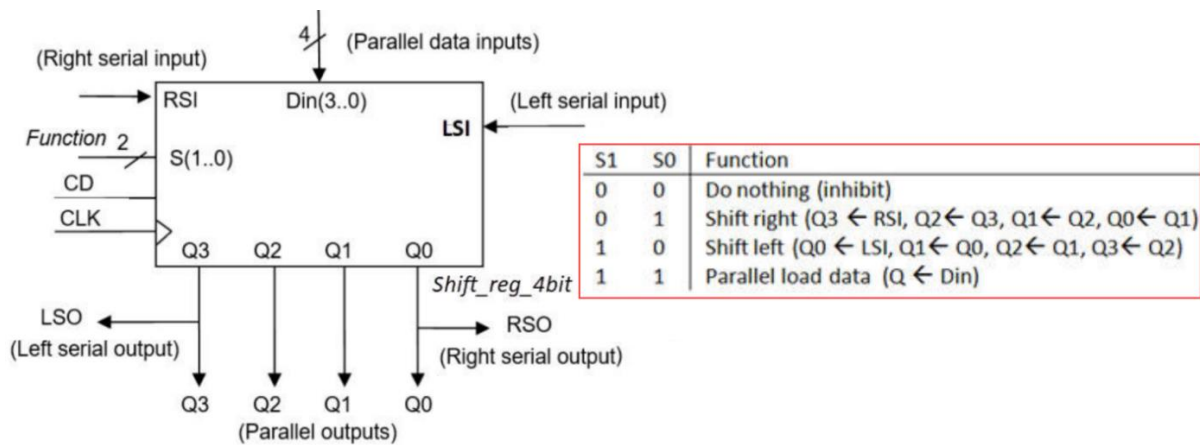 4
(Parallel data inputs)
(Right serial input)
RSI
Din(3..0)
(Left serial input)
LSI
Function 2
S(1..0)
CD
CLK
Q3 Q2 Q1 Q0
Shift_reg_4bit
LSO
(Left serial output)
RSO
(Right serial output)
Q3 Q2 Q1 Q0
(Parallel outputs)
S1 S0 Function
0 0 Do nothing (inhibit)
0 1 Shift right (Q3 ← RSI, Q2← Q3, Q1← Q2, Q0← Q1)
1 0 Shift left (Q0 ← LSI, Q1← Q0, Q2← Q1, Q3← Q2)
1 1 Parallel load data (Q ← Din)